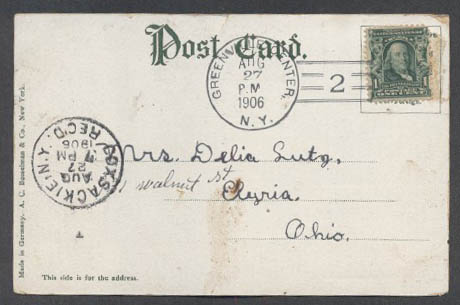 Post Card.
GREENVILLE CENTER,
AUG
27
P.M
1906
N.Y.
2
COXSACKIE N.Y.
AUG
27
7 PM
1906
REC'D.
Mrs. Delia Lutz,
Walnut St
Elyria.
Ohio.
Made in Germany. A. C. Bosselman & Co., New York.
This side is for the address.